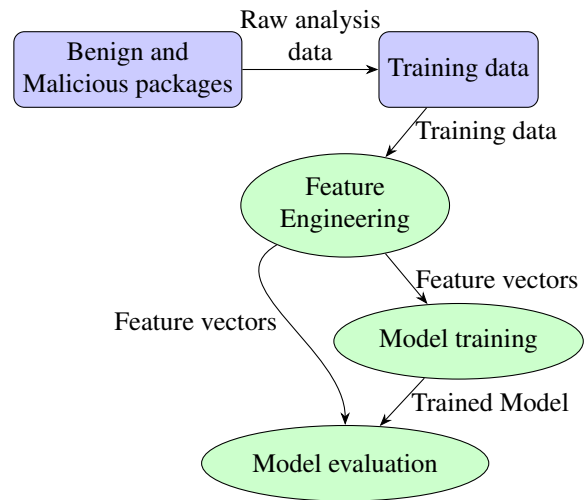 Raw analysis
data
Benign and
Malicious packages
Training data
Training data
Feature
Engineering
Feature vectors
Feature vectors
Model training
Trained Model
Model evaluation